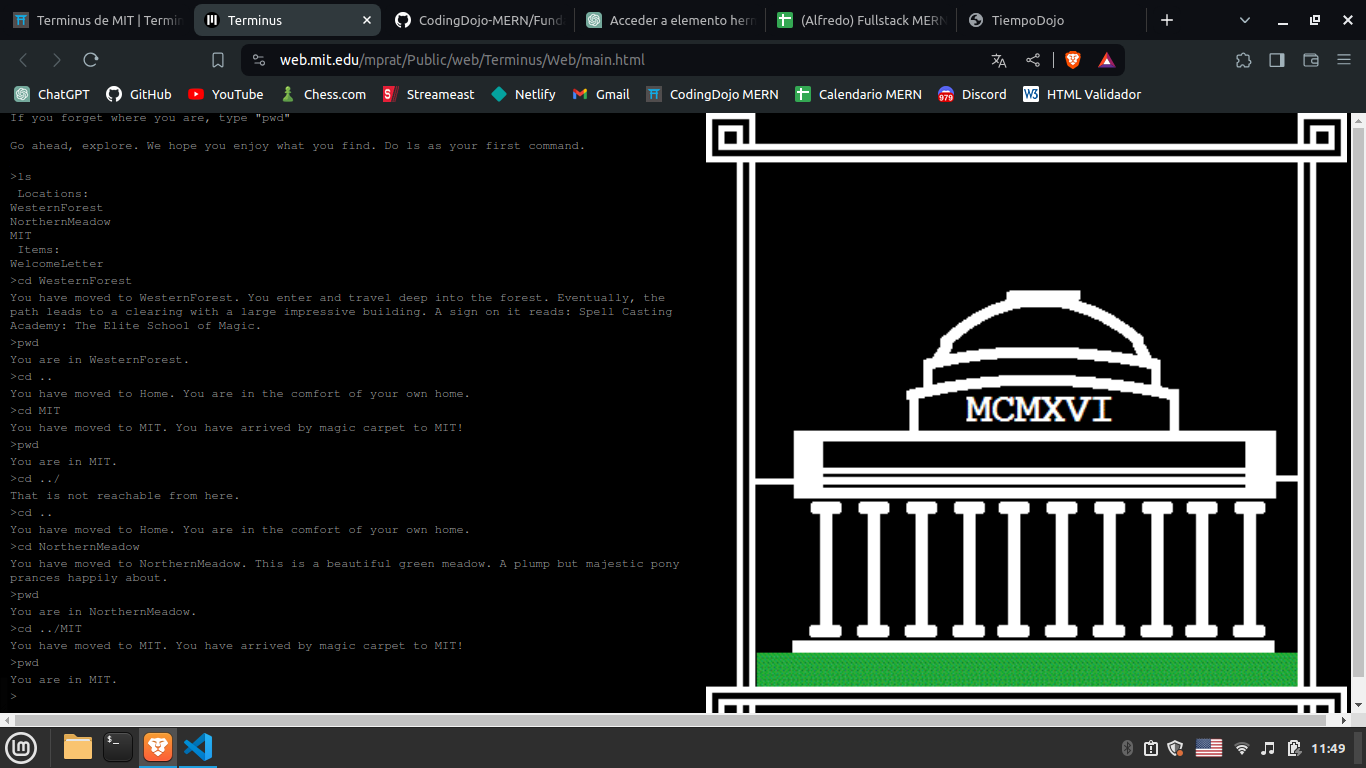 Terminus de MIT | Termin
Terminus
CodingDojo-MERN/Fund
Acceder a elemento herm
(Alfredo) Fullstack MERN
TiempoDojo
web.mit.edu/mprat/Public/web/Terminus/Web/main.html
ChatGPT
GitHub
YouTube
Chess.com
Streameast
Netlify
Gmail
CodingDojo MERN
Calendario MERN
979
Discord
HTML Validador
If you forget where you are, type "pwd"
Go ahead, explore. We hope you enjoy what you find. Do ls as your first command.
>ls
Locations:
WesternForest
NorthernMeadow
MIT
Items:
WelcomeLetter
>cd WesternForest
You have moved to WesternForest. You enter and travel deep into the forest. Eventually, the
path leads to a clearing with a large impressive building. A sign on it reads: Spell Casting
Academy: The Elite School of Magic.
>pwd
You are in WesternForest.
>cd ..
You have moved to Home. You are in the comfort of your own home.
>cd MIT
You have moved to MIT. You have arrived by magic carpet to MIT!
>pwd
You are in MIT.
>cd ../
That is not reachable from here.
>cd ..
You have moved to Home. You are in the comfort of your own home.
>cd NorthernMeadow
You have moved to NorthernMeadow. This is a beautiful green meadow. A plump but majestic pony
prances happily about.
>pwd
You are in NorthernMeadow.
>cd ../MIT
You have moved to MIT. You have arrived by magic carpet to MIT!
>pwd
You are in MIT.
>
MCMXVI
11:49